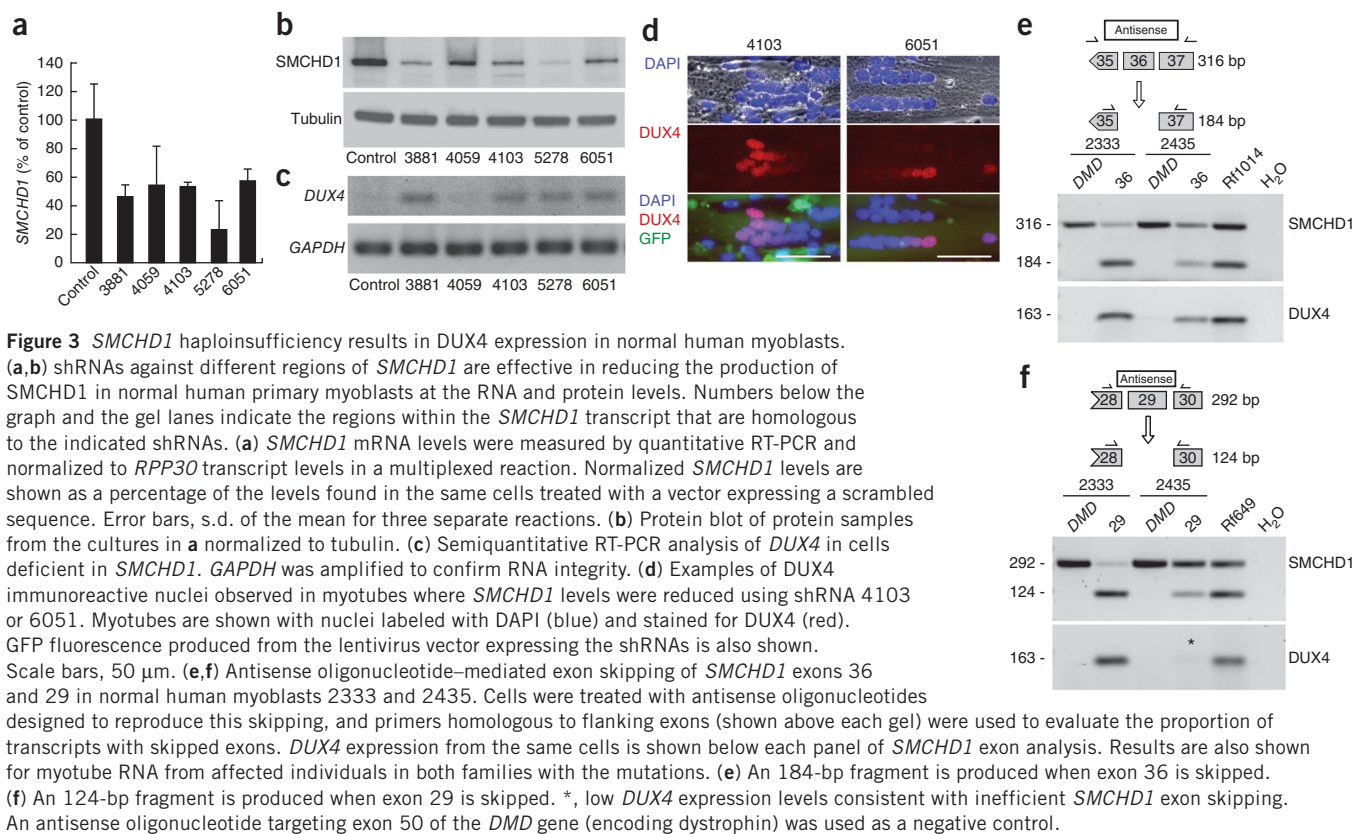 a
SMCHD1 (% of control)
140
120
100
80
60
40
20
0
Control 3881 4059 4103 5278 6051
b
SMCHD1
Tubulin
Control 3881 4059 4103 5278 6051
c
DUX4
GAPDH
Control 3881 4059 4103 5278 6051
d
4103 6051
DAPI
DUX4
DAPI
DUX4
GFP
e
Antisense
35 36 37 316 bp
35 37 184 bp
2333 2435
DMD 36 DMD 36 Rf1014 H2O
316 - SMCHD1
184 -
163 - DUX4
f
Antisense
28 29 30 292 bp
28 30 124 bp
2333 2435
DMD 29 DMD 29 Rf649 H2O
292 - SMCHD1
124 -
*
163 - DUX4
Figure 3 SMCHD1 haploinsufficiency results in DUX4 expression in normal human myoblasts.
(a,b) shRNAs against different regions of SMCHD1 are effective in reducing the production of
SMCHD1 in normal human primary myoblasts at the RNA and protein levels. Numbers below the
graph and the gel lanes indicate the regions within the SMCHD1 transcript that are homologous
to the indicated shRNAs. (a) SMCHD1 mRNA levels were measured by quantitative RT-PCR and
normalized to RPP30 transcript levels in a multiplexed reaction. Normalized SMCHD1 levels are
shown as a percentage of the levels found in the same cells treated with a vector expressing a scrambled
sequence. Error bars, s.d. of the mean for three separate reactions. (b) Protein blot of protein samples
from the cultures in a normalized to tubulin. (c) Semiquantitative RT-PCR analysis of DUX4 in cells
deficient in SMCHD1. GAPDH was amplified to confirm RNA integrity. (d) Examples of DUX4
immunoreactive nuclei observed in myotubes where SMCHD1 levels were reduced using shRNA 4103
or 6051. Myotubes are shown with nuclei labeled with DAPI (blue) and stained for DUX4 (red).
GFP fluorescence produced from the lentivirus vector expressing the shRNAs is also shown.
Scale bars, 50 μm. (e,f) Antisense oligonucleotide–mediated exon skipping of SMCHD1 exons 36
and 29 in normal human myoblasts 2333 and 2435. Cells were treated with antisense oligonucleotides
designed to reproduce this skipping, and primers homologous to flanking exons (shown above each gel) were used to evaluate the proportion of
transcripts with skipped exons. DUX4 expression from the same cells is shown below each panel of SMCHD1 exon analysis. Results are also shown
for myotube RNA from affected individuals in both families with the mutations. (e) An 184-bp fragment is produced when exon 36 is skipped.
(f) An 124-bp fragment is produced when exon 29 is skipped. *, low DUX4 expression levels consistent with inefficient SMCHD1 exon skipping.
An antisense oligonucleotide targeting exon 50 of the DMD gene (encoding dystrophin) was used as a negative control.